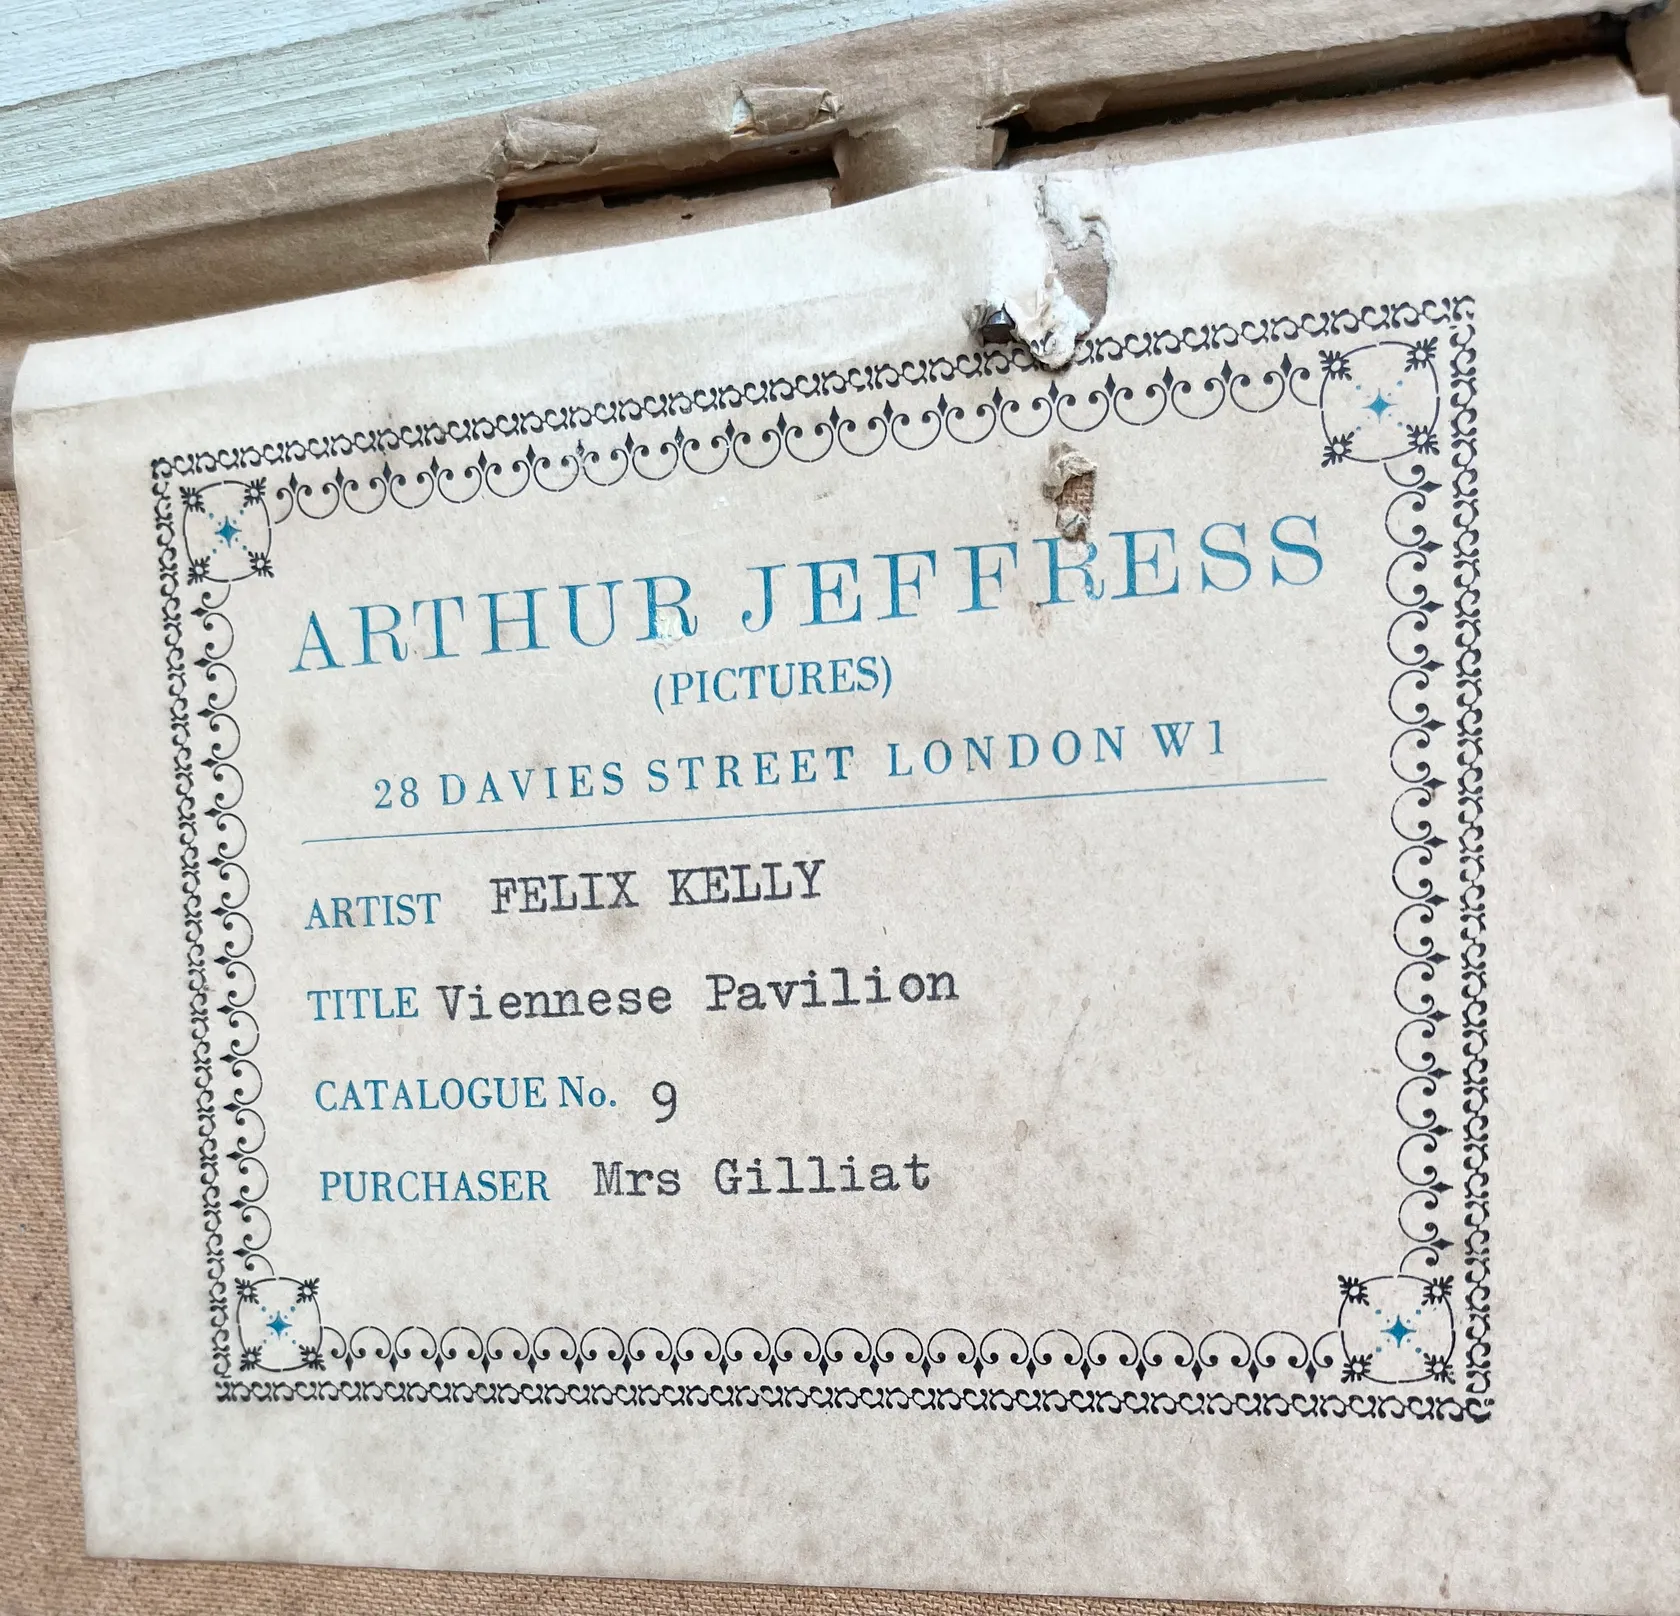 ARTHUR JEFFRESS
(PICTURES)
28 DAVIES STREET LONDON W1
ARTIST FELIX KELLY
TITLE Viennese Pavilion
CATALOGUE No. 9
PURCHASER Mrs Gilliat